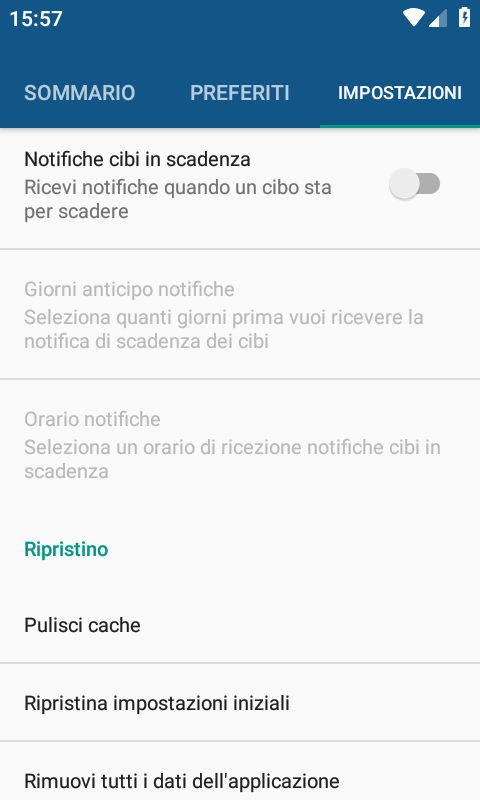 15:57
SOMMARIO PREFERITI IMPOSTAZIONI
Notifiche cibi in scadenza
Ricevi notifiche quando un cibo sta
per scadere
Giorni anticipo notifiche
Seleziona quanti giorni prima vuoi ricevere la
notifica di scadenza dei cibi
Orario notifiche
Seleziona un orario di ricezione notifiche cibi in
scadenza
Ripristino
Pulisci cache
Ripristina impostazioni iniziali
Rimuovi tutti i dati dell'applicazione